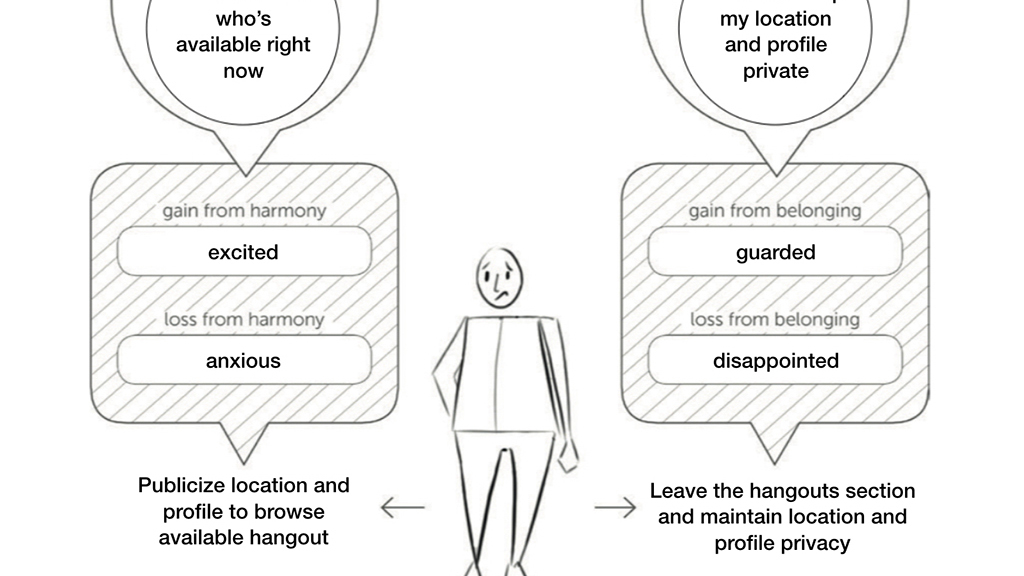 who's
available right
now
my location
and profile
private
gain from harmony
excited
loss from harmony
anxious
gain from belonging
guarded
loss from belonging
disappointed
Publicize location and
profile to browse
available hangout
Leave the hangouts section
and maintain location and
profile privacy